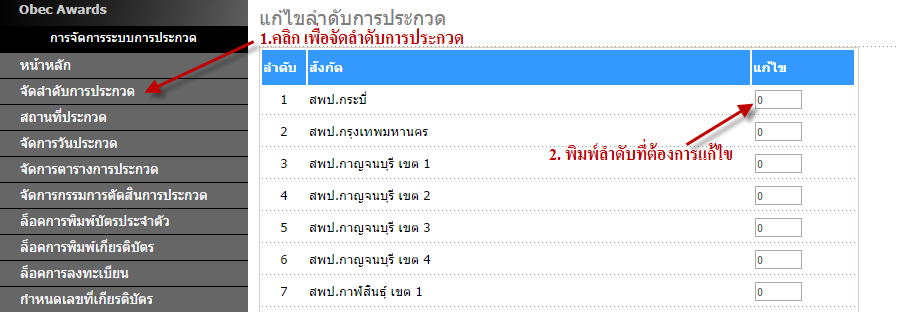 Obec Awards
การจัดการระบบการประกวด
หน้าหลัก
จัดลำดับการประกวด
สถานที่ประกวด
จัดการวันประกวด
จัดการตารางการประกวด
จัดการกรรมการตัดสินการประกวด
ล็อคการพิมพ์บัตรประจำตัว
ล็อคการพิมพ์เกียรติบัตร
ล็อคการลงทะเบียน
กำหนดเลขที่เกียรติบัตร
แก้ไขลำดับการประกวด
1.คลิก เพื่อจัดลำดับการประกวด
ลำดับ สังกัด แก้ไข
1 สพป.กระบี่ 0
2 สพป.กรุงเทพมหานคร 0
2. พิมพ์ลำดับที่ต้องการแก้ไข
3 สพป.กาญจนบุรี เขต 1 0
4 สพป.กาญจนบุรี เขต 2 0
5 สพป.กาญจนบุรี เขต 3 0
6 สพป.กาญจนบุรี เขต 4 0
7 สพป.กาฬสินธุ์ เขต 1 0